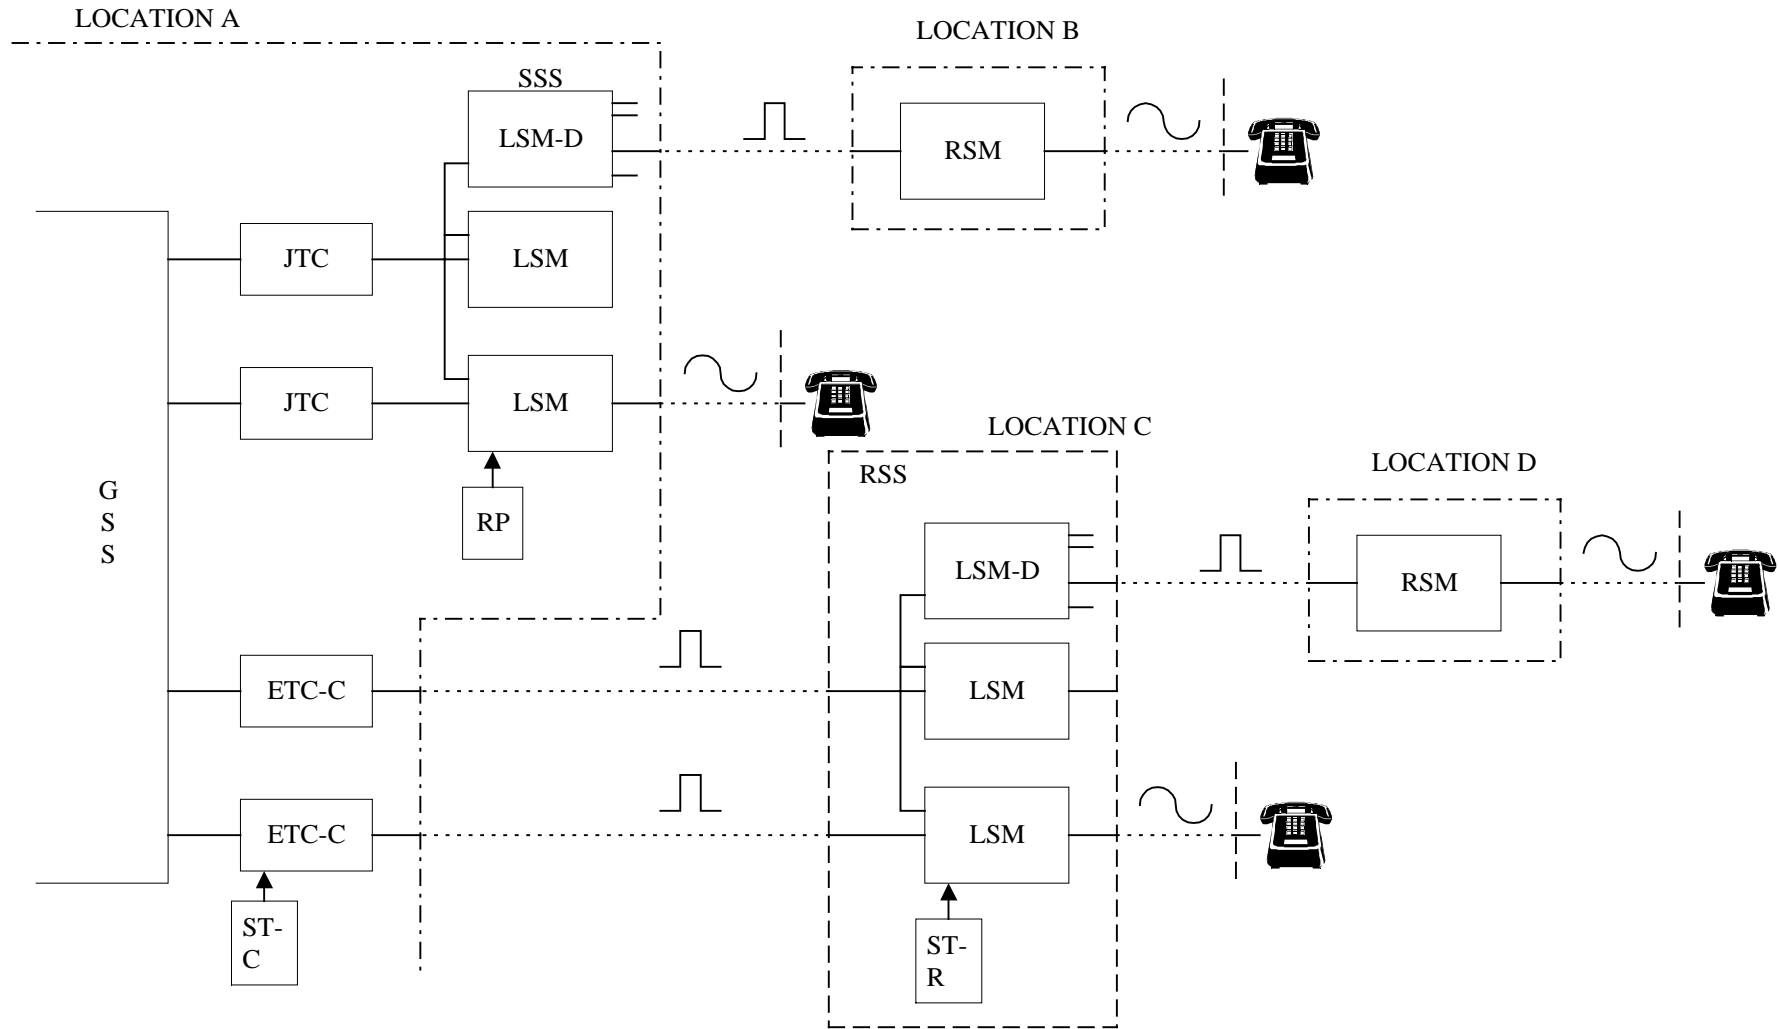 LOCATION A
LOCATION B
SSS
LSM-D
RSM
JTC
LSM
JTC
LSM
LOCATION C
RSS
LOCATION D
G
S
S
RP
LSM-D
RSM
ETC-C
LSM
ETC-C
LSM
ST-
C
ST-
R